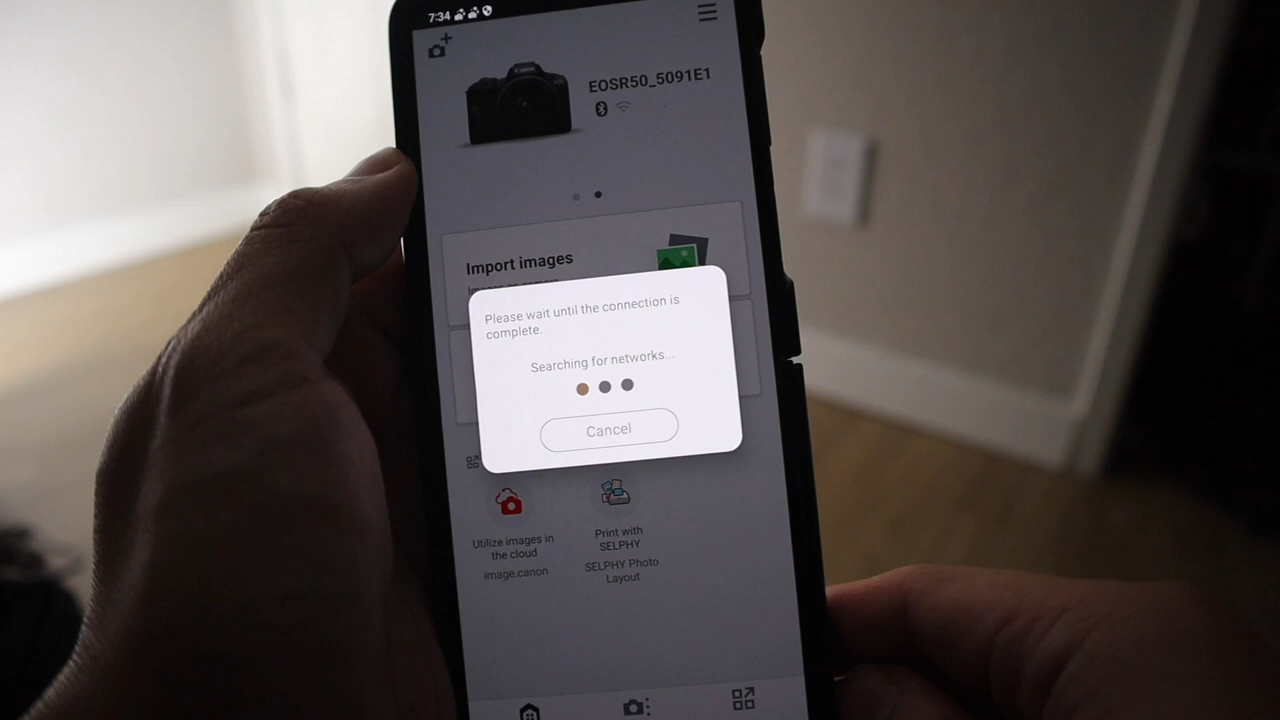 7:34
EOSR50_5091E1
Import images
Please wait until the connection is
complete.
Searching for networks...
Cancel
Utilize images in
the cloud
image.canon
Print with
SELPHY
SELPHY Photo
Layout